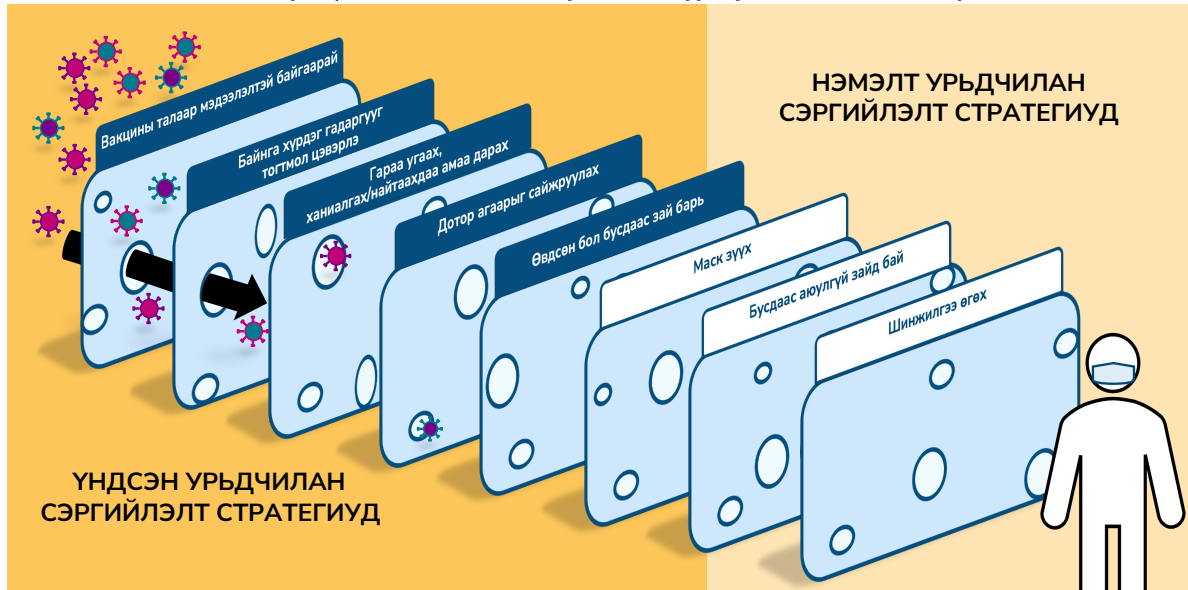 Вакцины талаар мэдээлэлтэй байгаарай
Байнга хүрдэг гадаргууг
тогтмол цэвэрлэ
Гараа угаах,
ханиалгах/найтаахдаа амаа дарах
Дотор агаарыг сайжруулах
Өвдсөн бол бусдаас зай барь
Маск зүүх
Бусдаас аюулгүй зайд бай
Шинжилгээ өгөх
НЭМЭЛТ УРЬДЧИЛАН
СЭРГИЙЛЭЛТ СТРАТЕГИУД
ҮНДСЭН УРЬДЧИЛАН
СЭРГИЙЛЭЛТ СТРАТЕГИУД